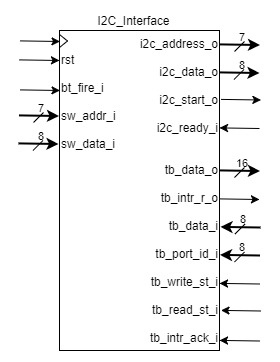 I2C_Interface
i2c_address_o
7
rst
i2c_data_o
8
bt_fire_i
i2c_start_o
sw_addr_i
7
i2c_ready_i
sw_data_i
8
tb_data_o
16
tb_intr_r_o
tb_data_i
8
tb_port_id_i
8
tb_write_st_i
tb_read_st_i
tb_intr_ack_i